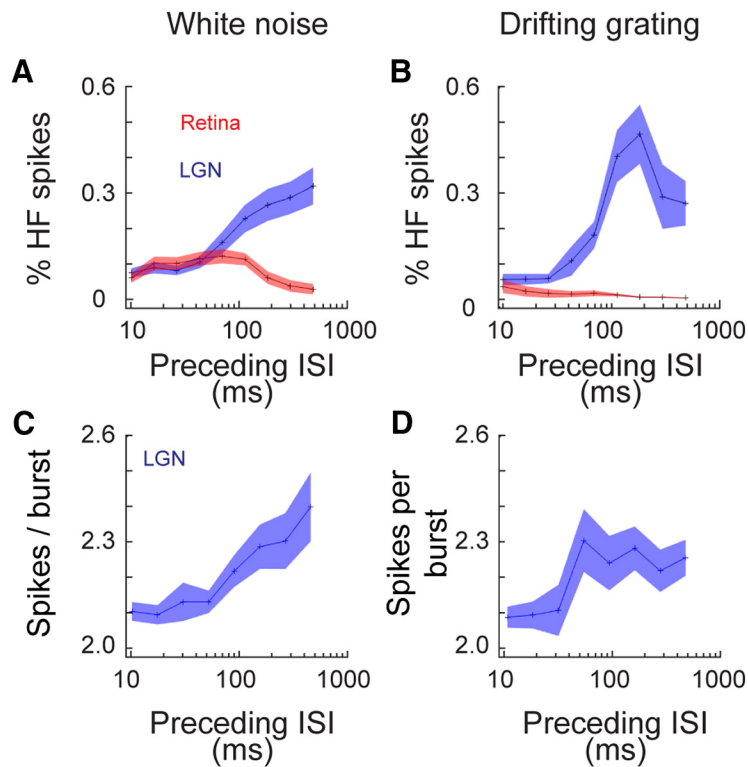 White noise
Drifting grating
A
B
0.6
0.3
0
% HF spikes
Retina
LGN
10
100
1000
Preceding ISI
(ms)
0.6
0.3
0
% HF spikes
10
100
1000
Preceding ISI
(ms)
C
D
2.6
2.3
2.0
Spikes / burst
LGN
10
100
1000
Preceding ISI
(ms)
2.6
2.3
2.0
Spikes per
burst
10
100
1000
Preceding ISI
(ms)